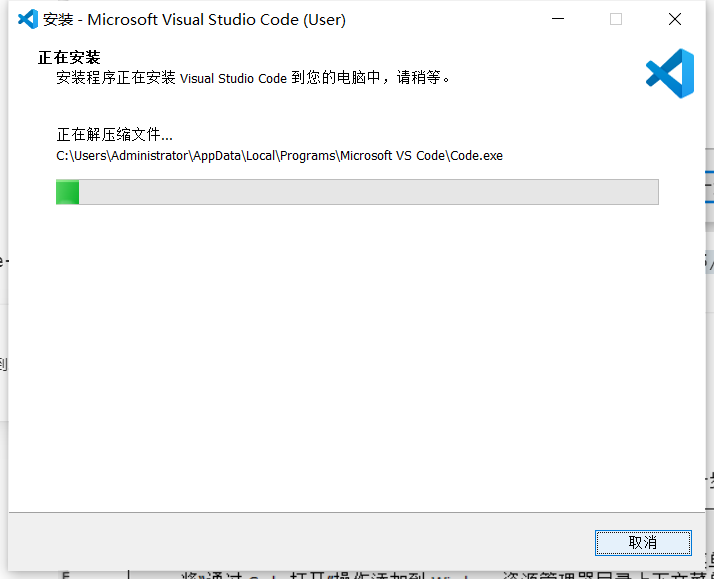 安装 - Microsoft Visual Studio Code (User)
正在安装
安装程序正在安装 Visual Studio Code 到您的电脑中，请稍等。
正在解压缩文件...
C:\Users\Administrator\AppData\Local\Programs\Microsoft VS Code\Code.exe
到
取消